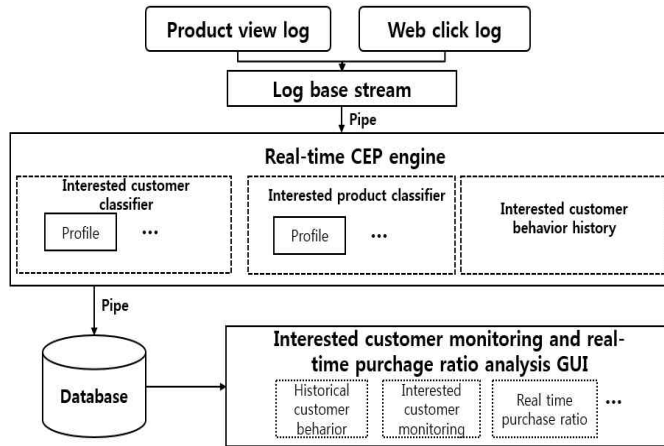 Product view log
Web click log
Log base stream
Pipe
Real-time CEP engine
Interested customer
classifier
Profile
...
Interested product classifier
Profile
...
Interested customer
behavior history
Pipe
Database
Interested customer monitoring and real-
time purchage ratio analysis GUI
Historical
customer
behavior
Interested
customer
monitoring
Real time
purchase ratio
...